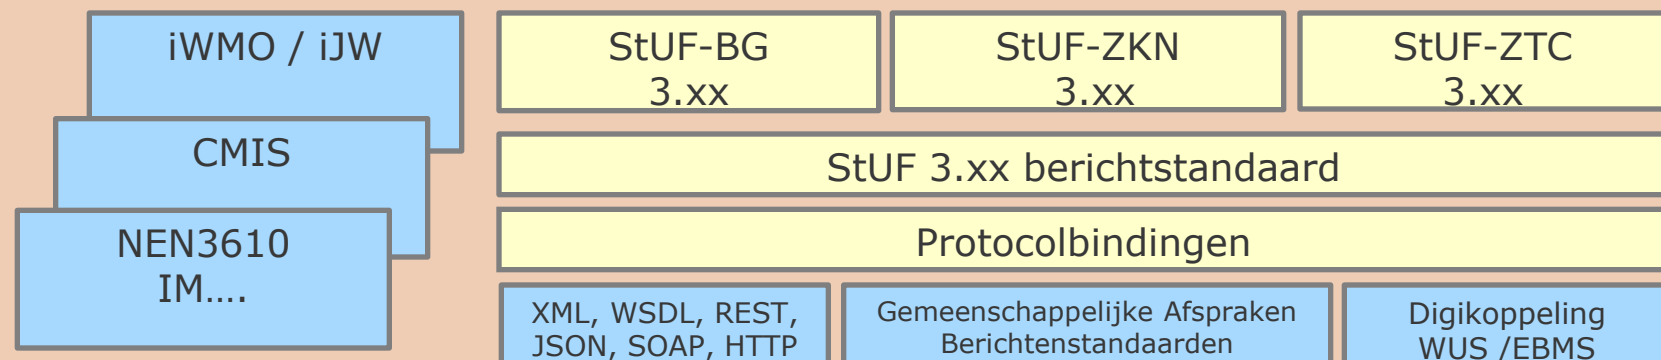 iWMO / iJW
CMIS
NEN3610
IM….
StUF-BG
3.xx
StUF-ZKN
3.xx
StUF-ZTC
3.xx
StUF 3.xx berichtstandaard
Protocolbindingen
XML, WSDL, REST,
JSON, SOAP, HTTP
Gemeenschappelijke Afspraken
Berichtenstandaarden
Digikoppeling
WUS /EBMS